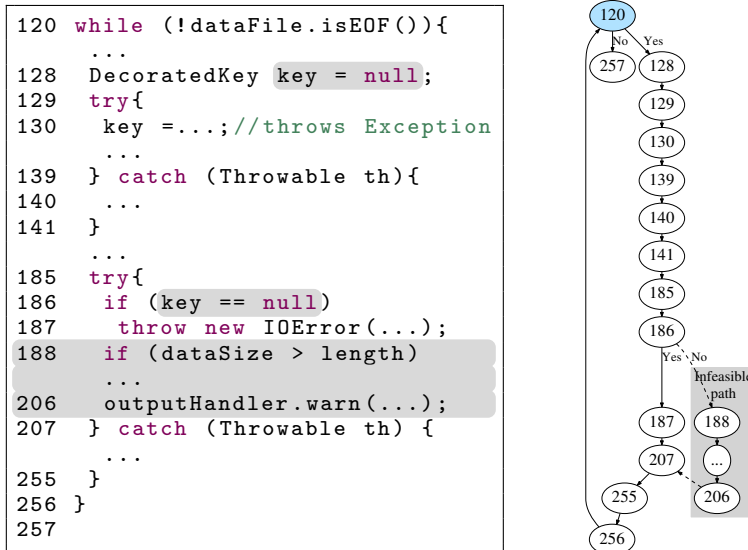 120 while (!dataFile.isEOF()){
...
128 DecoratedKey key = null;
129 try{
130 key =...;//throws Exception
...
139 } catch (Throwable th){
140 ...
141 }
...
185 try{
186 if (key == null)
187 throw new IOError(...);
188 if (dataSize > length)
...
206 outputHandler.warn(...);
207 } catch (Throwable th) {
...
255 }
256 }
257
120
No Yes
257 128
129
130
139
140
141
185
186
Yes No
Infeasible
path
187 188
207 ...
255 206
256